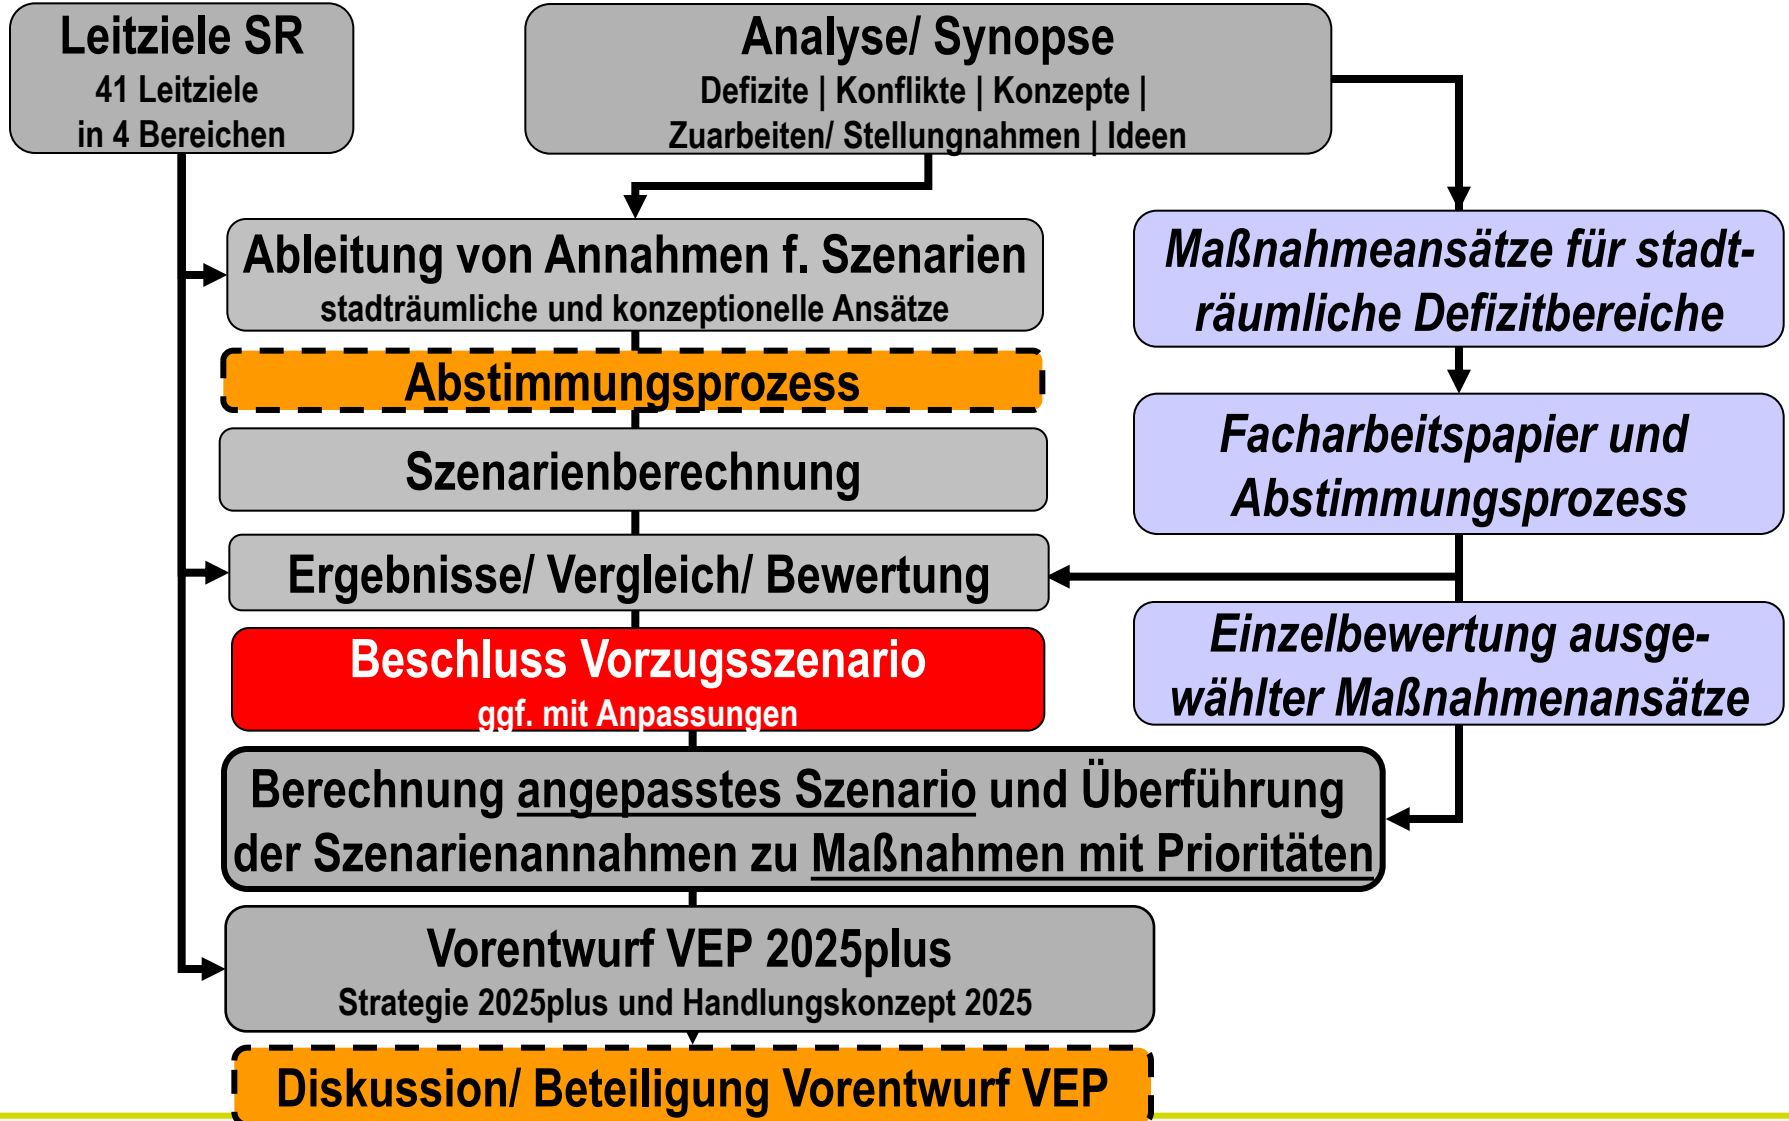 Leitziele SR
41 Leitziele
in 4 Bereichen
Analyse/ Synopse
Defizite | Konflikte | Konzepte |
Zuarbeiten/ Stellungnahmen | Ideen
Ableitung von Annahmen f. Szenarien
stadträumliche und konzeptionelle Ansätze
Abstimmungsprozess
Szenarienberechnung
Ergebnisse/ Vergleich/ Bewertung
Beschluss Vorzugsszenario
ggf. mit Anpassungen
Maßnahmeansätze für stadt-
räumliche Defizitbereiche
Facharbeitspapier und
Abstimmungsprozess
Einzelbewertung ausge-
wählter Maßnahmenansätze
Berechnung angepasstes Szenario und Überführung
der Szenarienannahmen zu Maßnahmen mit Prioritäten
Vorentwurf VEP 2025plus
Strategie 2025plus und Handlungskonzept 2025
Diskussion/ Beteiligung Vorentwurf VEP